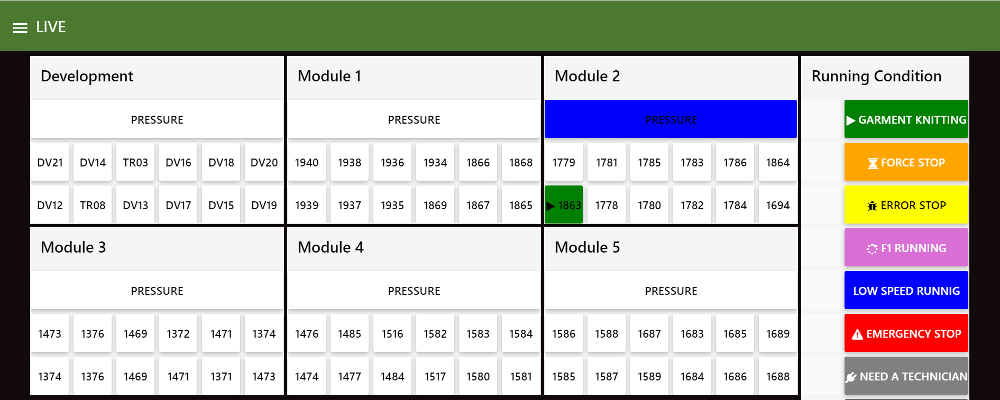 LIVE
Development
PRESSURE
DV21 DV14 TR03 DV16 DV18 DV20
DV12 TR08 DV13 DV17 DV15 DV19
Module 1
PRESSURE
1940 1938 1936 1934 1866 1868
1939 1937 1935 1869 1867 1865
Module 2
PRESSURE
1779 1781 1785 1783 1786 1864
1863 1778 1780 1782 1784 1694
Module 3
PRESSURE
1473 1376 1469 1372 1471 1374
1374 1376 1469 1471 1371 1473
Module 4
PRESSURE
1476 1485 1516 1582 1583 1584
1474 1477 1484 1517 1580 1581
Module 5
PRESSURE
1586 1588 1687 1683 1685 1689
1585 1587 1589 1684 1686 1688
Running Condition
GARMENT KNITTING
FORCE STOP
ERROR STOP
F1 RUNNING
LOW SPEED RUNNIG
EMERGENCY STOP
NEED A TECHNICIAN